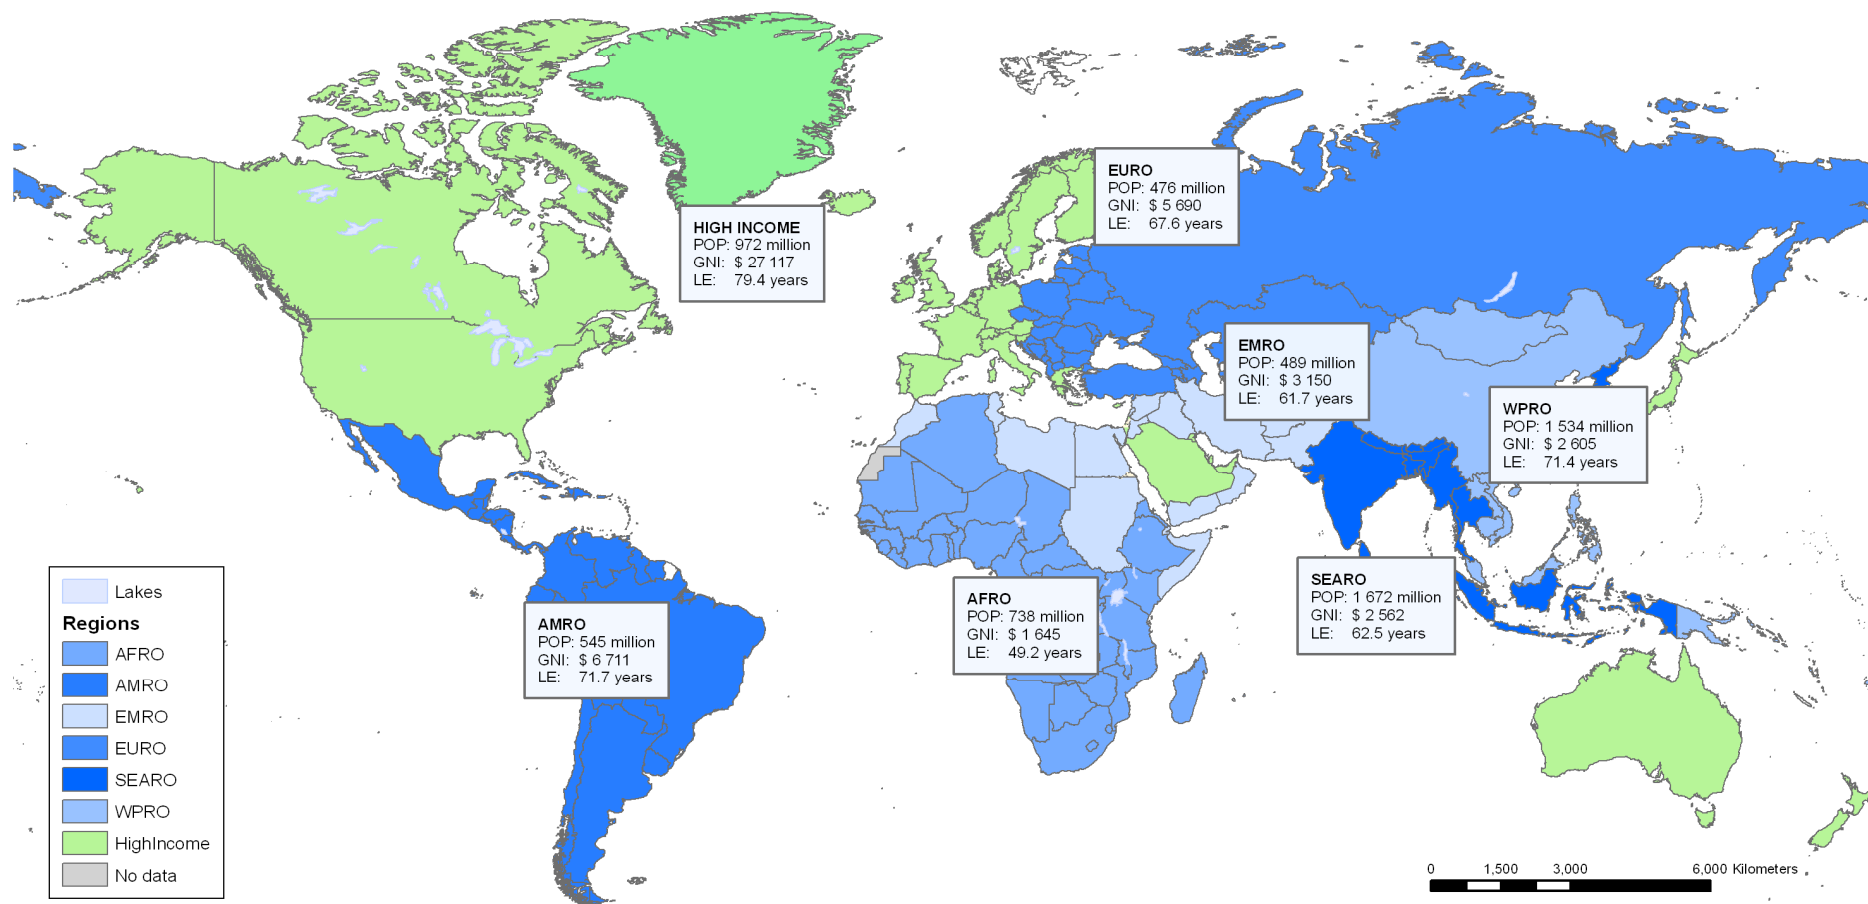 EURO
POP: 476 million
GNI: $ 5 690
LE: 67.6 years
HIGH INCOME
POP: 972 million
GNI: $ 27 117
LE: 79.4 years
EMRO
POP: 489 million
GNI: $ 3 150
LE: 61.7 years
WPRO
POP: 1 534 million
GNI: $ 2 605
LE: 71.4 years
SEARO
POP: 1 672 million
GNI: $ 2 562
LE: 62.5 years
AFRO
POP: 738 million
GNI: $ 1 645
LE: 49.2 years
AMRO
POP: 545 million
GNI: $ 6 711
LE: 71.7 years
Lakes
Regions
AFRO
AMRO
EMRO
EURO
SEARO
WPRO
HighIncome
No data
0 1,500 3,000 6,000 Kilometers